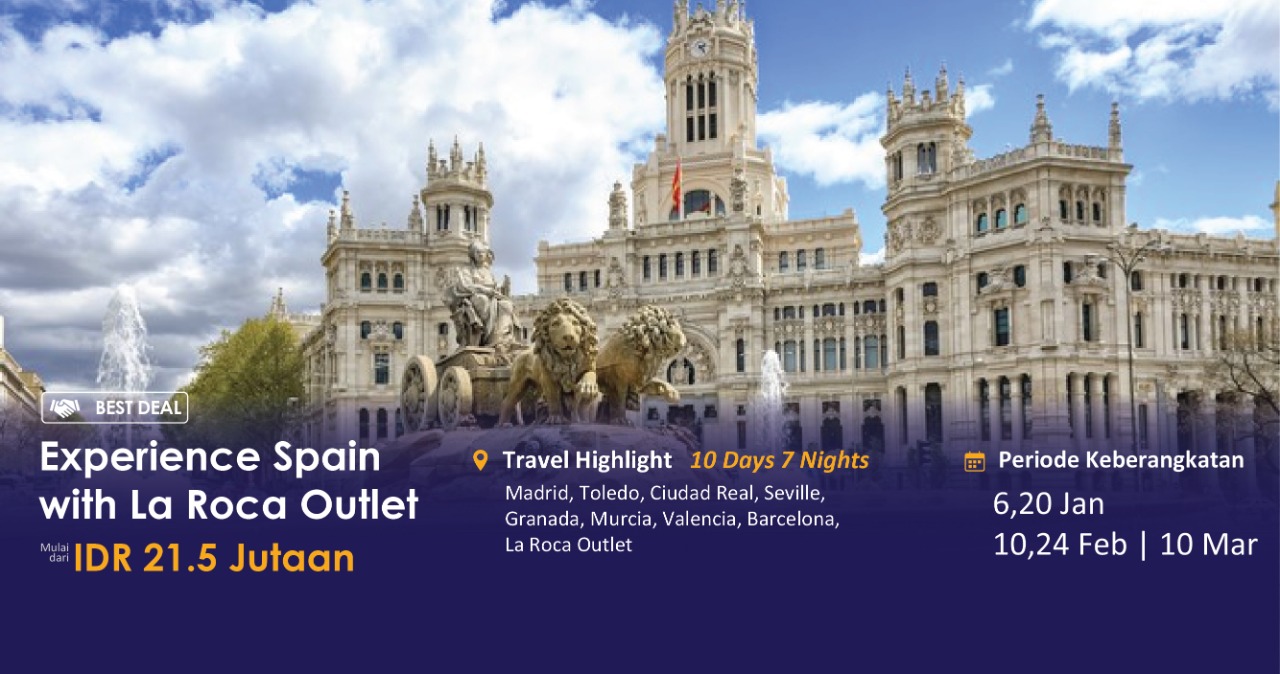 BEST DEAL
Experience Spain
with La Roca Outlet
Mulai
dari
IDR 21.5 Jutaan
Travel Highlight 10 Days 7 Nights
Madrid, Toledo, Ciudad Real, Seville,
Granada, Murcia, Valencia, Barcelona,
La Roca Outlet
Periode Keberangkatan
6,20 Jan
10,24 Feb | 10 Mar